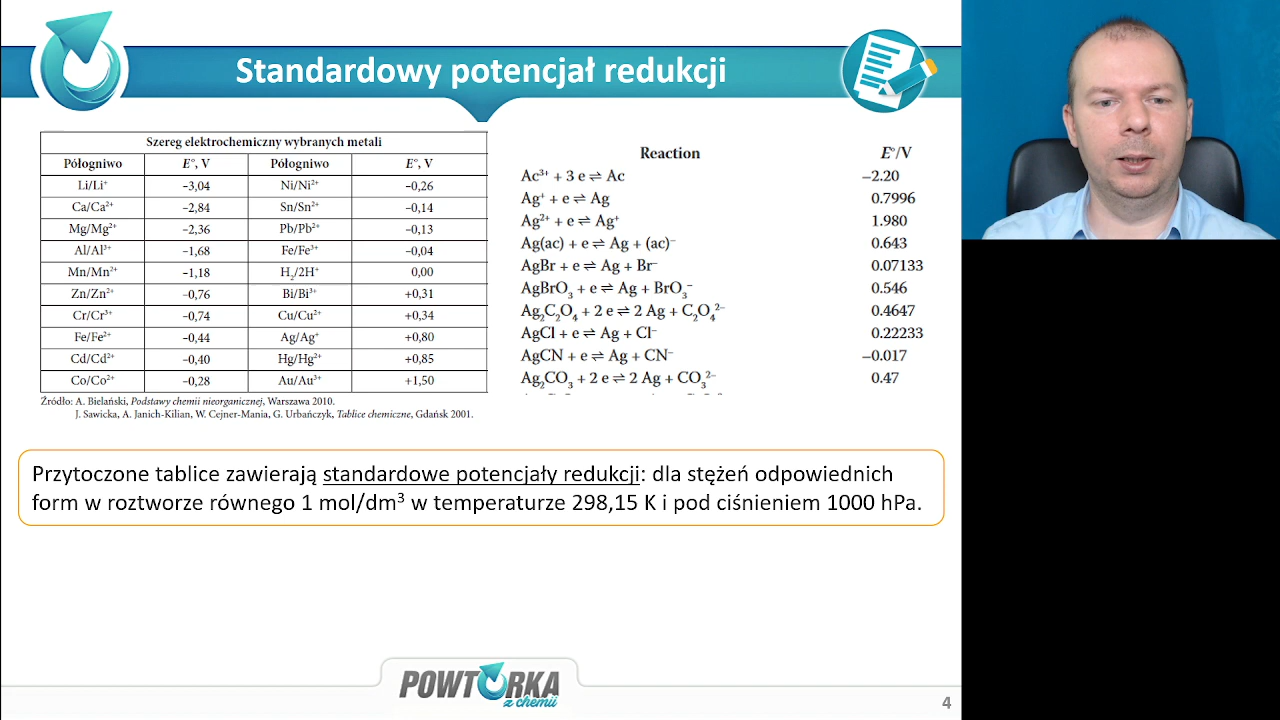 Standardowy potencjał redukcji
Szereg elektrochemiczny wybranych metali
Półogniwo E°, V Półogniwo E°, V
Li/Li⁺ –3,04 Ni/Ni²⁺ –0,26
Ca/Ca²⁺ –2,84 Sn/Sn²⁺ –0,14
Mg/Mg²⁺ –2,36 Pb/Pb²⁺ –0,13
Al/Al³⁺ –1,68 Fe/Fe³⁺ –0,04
Mn/Mn²⁺ –1,18 H₂/2H⁺ 0,00
Zn/Zn²⁺ –0,76 Bi/Bi³⁺ +0,31
Cr/Cr³⁺ –0,74 Cu/Cu²⁺ +0,34
Fe/Fe²⁺ –0,44 Ag/Ag⁺ +0,80
Cd/Cd²⁺ –0,40 Hg/Hg²⁺ +0,85
Co/Co²⁺ –0,28 Au/Au³⁺ +1,50
Źródło: A. Bielański, Podstawy chemii nieorganicznej, Warszawa 2010.
J. Sawicka, A. Janich-Kilian, W. Cejner-Mania, G. Urbańczyk, Tablice chemiczne, Gdańsk 2001.
Reaction E°/V
Ac³⁺ + 3 e ⇌ Ac –2.20
Ag⁺ + e ⇌ Ag 0.7996
Ag²⁺ + e ⇌ Ag⁺ 1.980
Ag(ac) + e ⇌ Ag + (ac)⁻ 0.643
AgBr + e ⇌ Ag + Br⁻ 0.07133
AgBrO₃ + e ⇌ Ag + BrO₃⁻ 0.546
Ag₂C₂O₄ + 2 e ⇌ 2 Ag + C₂O₄²⁻ 0.4647
AgCl + e ⇌ Ag + Cl⁻ 0.22233
AgCN + e ⇌ Ag + CN⁻ –0.017
Ag₂CO₃ + 2 e ⇌ 2 Ag + CO₃²⁻ 0.47
Przytoczone tablice zawierają standardowe potencjały redukcji: dla stężeń odpowiednich
form w roztworze równego 1 mol/dm³ w temperaturze 298,15 K i pod ciśnieniem 1000 hPa.
POWTÓRKA
z chemii
4